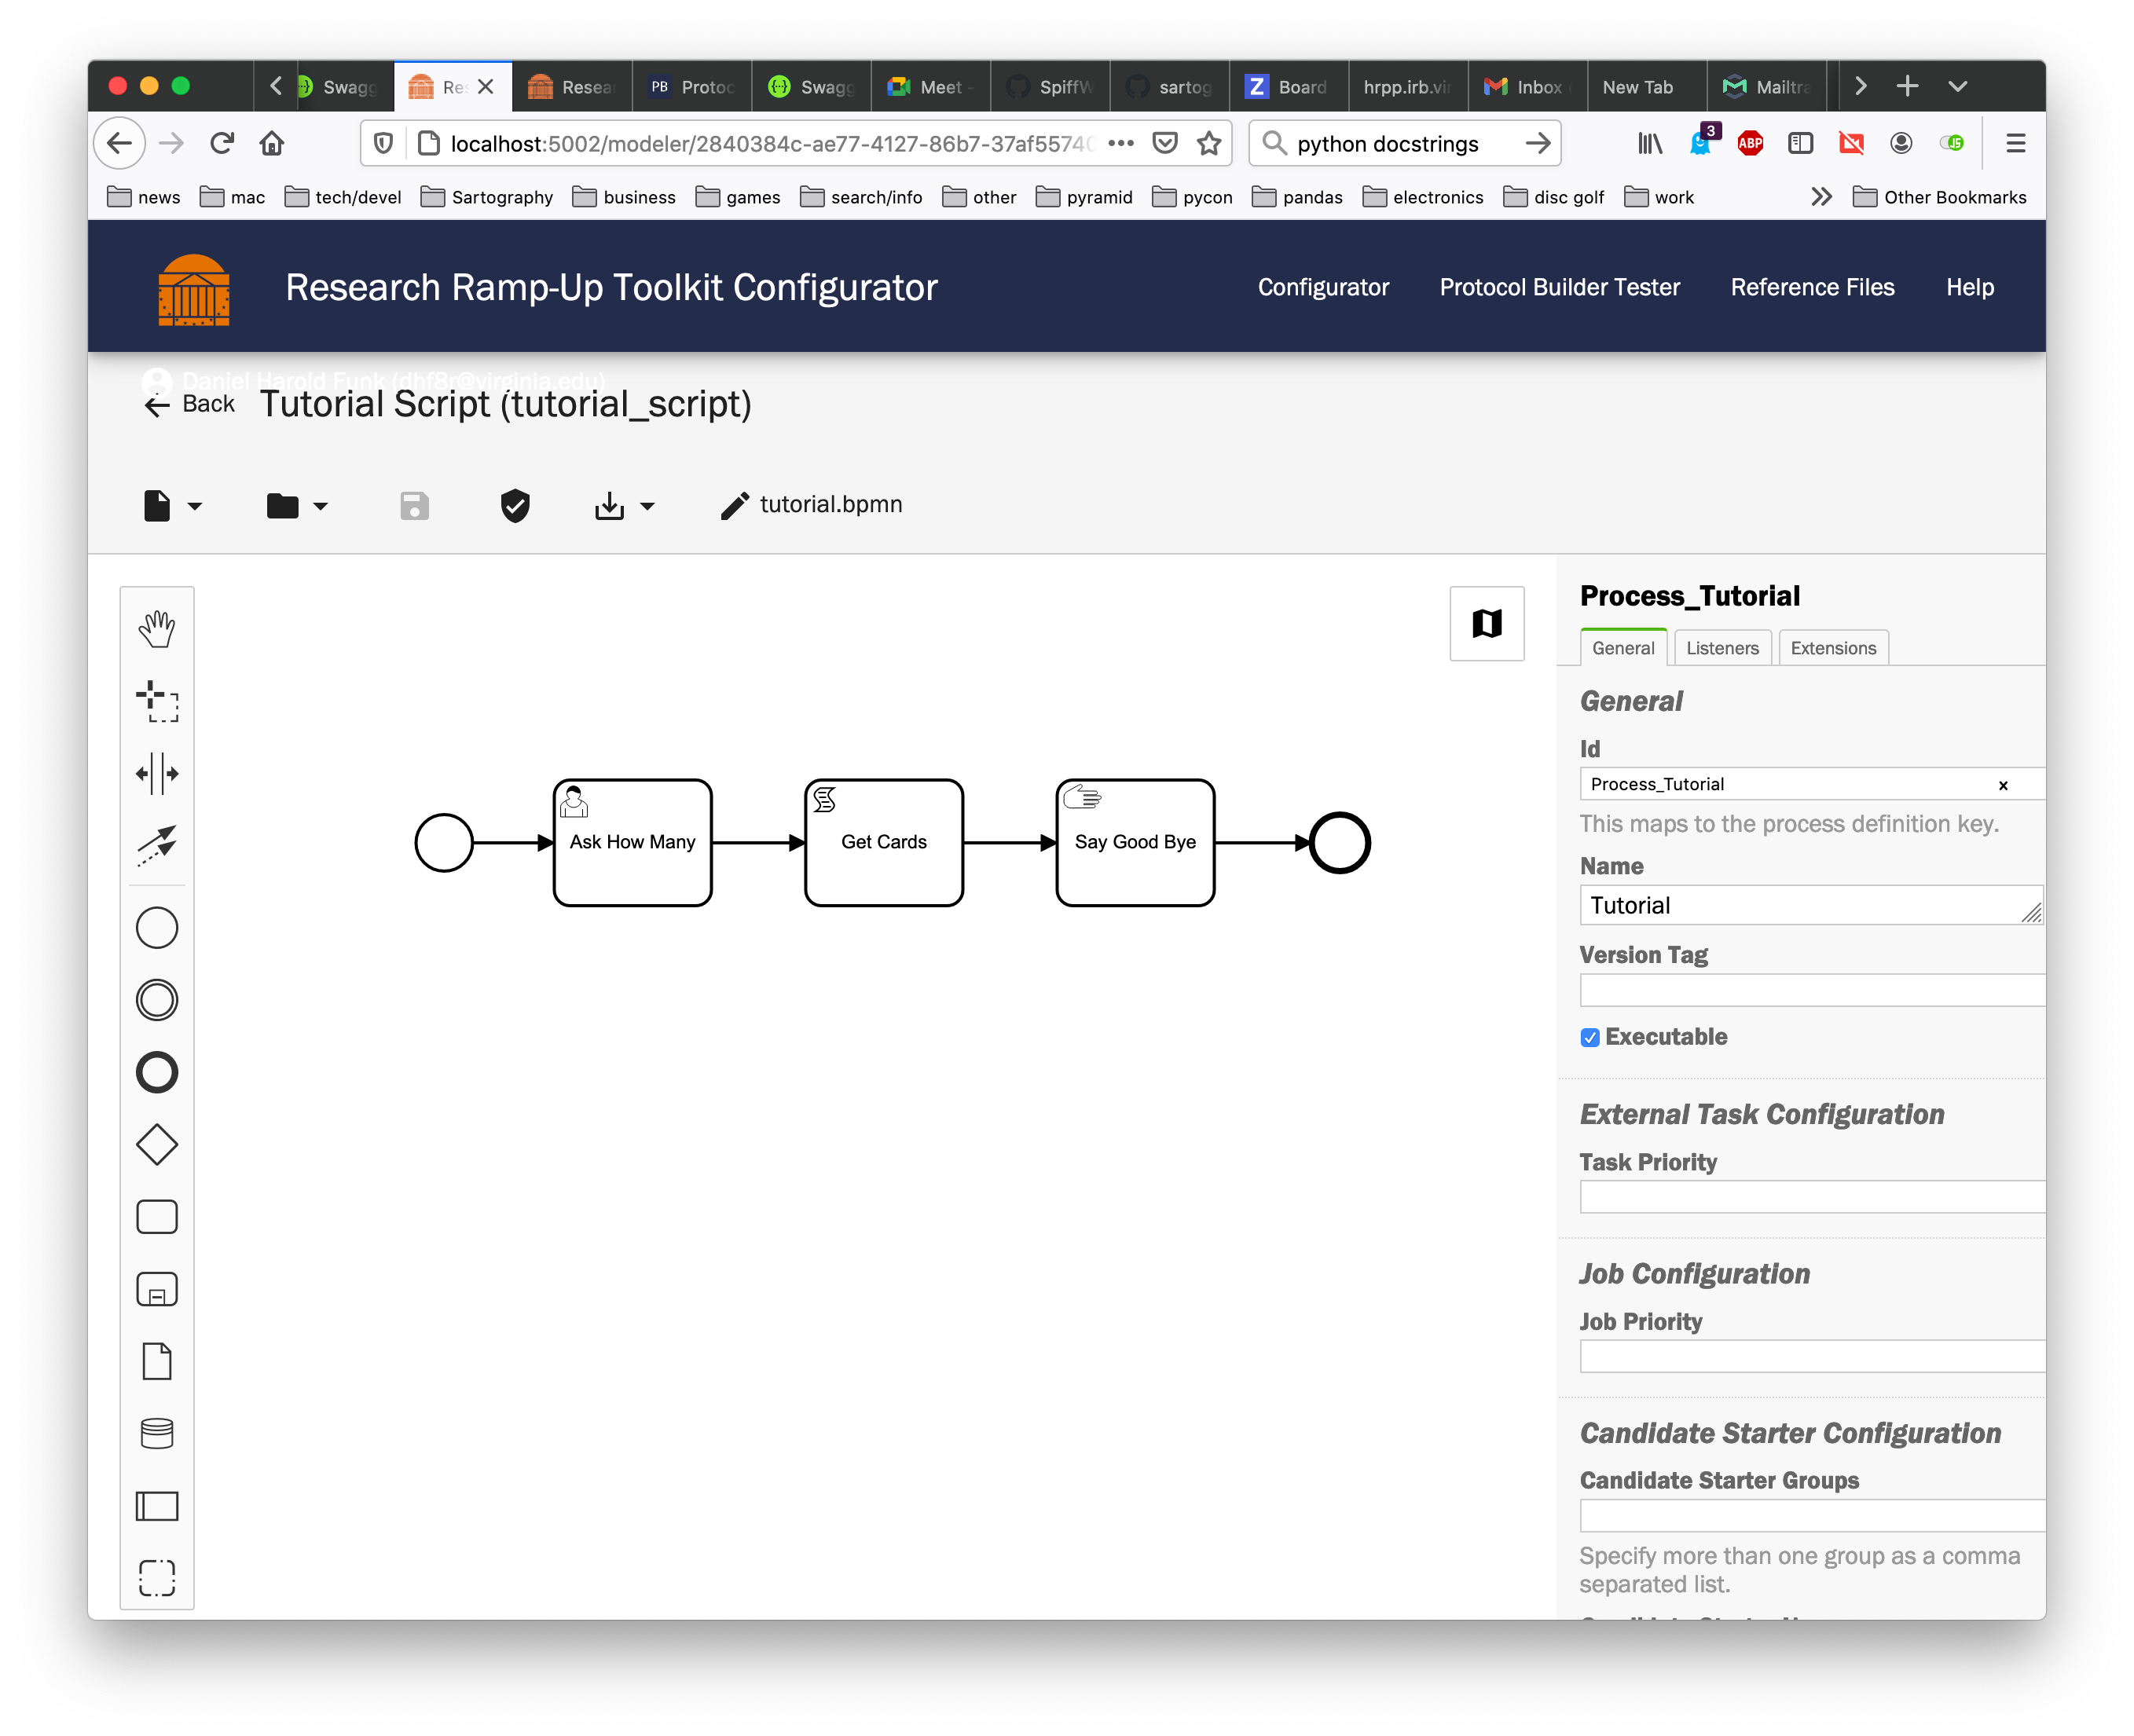 Swagg
Re
Resea
PB Protoc
Swagg
Meet -
SpiffW
sartog
Z Board
hrpp.irb.vir
Inbox
New Tab
Mailtra
localhost:5002/modeler/2840384c-ae77-4127-86b7-37af55740
python docstrings
3
ABP
JS
news
mac
tech/devel
Sartography
business
games
search/info
other
pyramid
pycon
pandas
electronics
disc golf
work
Other Bookmarks
Research Ramp-Up Toolkit Configurator
Configurator
Protocol Builder Tester
Reference Files
Help
Daniel Harold Funk (dhf8r@virginia.edu)
Back
Tutorial Script (tutorial_script)
tutorial.bpmn
Ask How Many
Get Cards
Say Good Bye
Process_Tutorial
General
Listeners
Extensions
General
Id
Process_Tutorial
This maps to the process definition key.
Name
Tutorial
Version Tag
Executable
External Task Configuration
Task Priority
Job Configuration
Job Priority
Candidate Starter Configuration
Candidate Starter Groups
Specify more than one group as a comma
separated list.